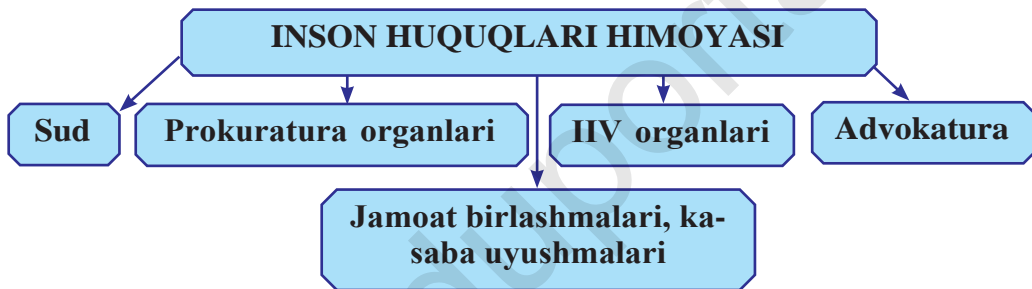 INSON HUQUQLARI HIMOYASI
Sud
Prokuratura organlari
IIV organlari
Advokatura
Jamoat birlashmalari, ka-
saba uyushmalari